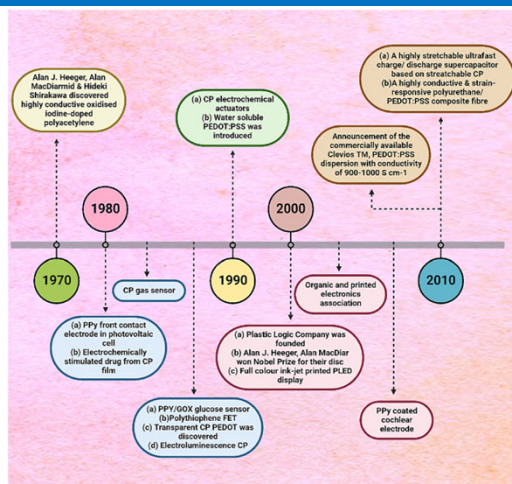 Alan J. Heeger, Alan
MacDiarmid & Hideki
Shirakawa discovered
highly conductive oxidised
iodine-doped
polyacetylene
(a) CP electrochemical
actuators
(b) Water soluble
PEDOT:PSS was
introduced
(a) A highly stretchable ultrafast
charge/ discharge supercapacitor
based on streatchable CP
(b)A highly conductive & strain-
responsive polyurethane/
PEDOT:PSS composite fibre
Announcement of the
commercially available
Clevios TM, PEDOT:PSS
dispersion with conductivity
of 900-1000 S cm-1
1980
2000
1970
1990
2010
CP gas sensor
Organic and printed
electronics
association
(a) PPy front contact
electrode in photovoltaic
cell
(b) Electrochemically
stimulated drug from CP
film
(a) Plastic Logic Company was
founded
(b) Alan J. Heeger, Alan MacDiar
won Nobel Prize for their disc
(c) Full colour ink-jet printed PLED
display
(a) PPY/GOX glucose sensor
(b)Polythiophene FET
(c) Transparent CP PEDOT was
discovered
(d) Electroluminescence CP
PPy coated
cochlear
electrode